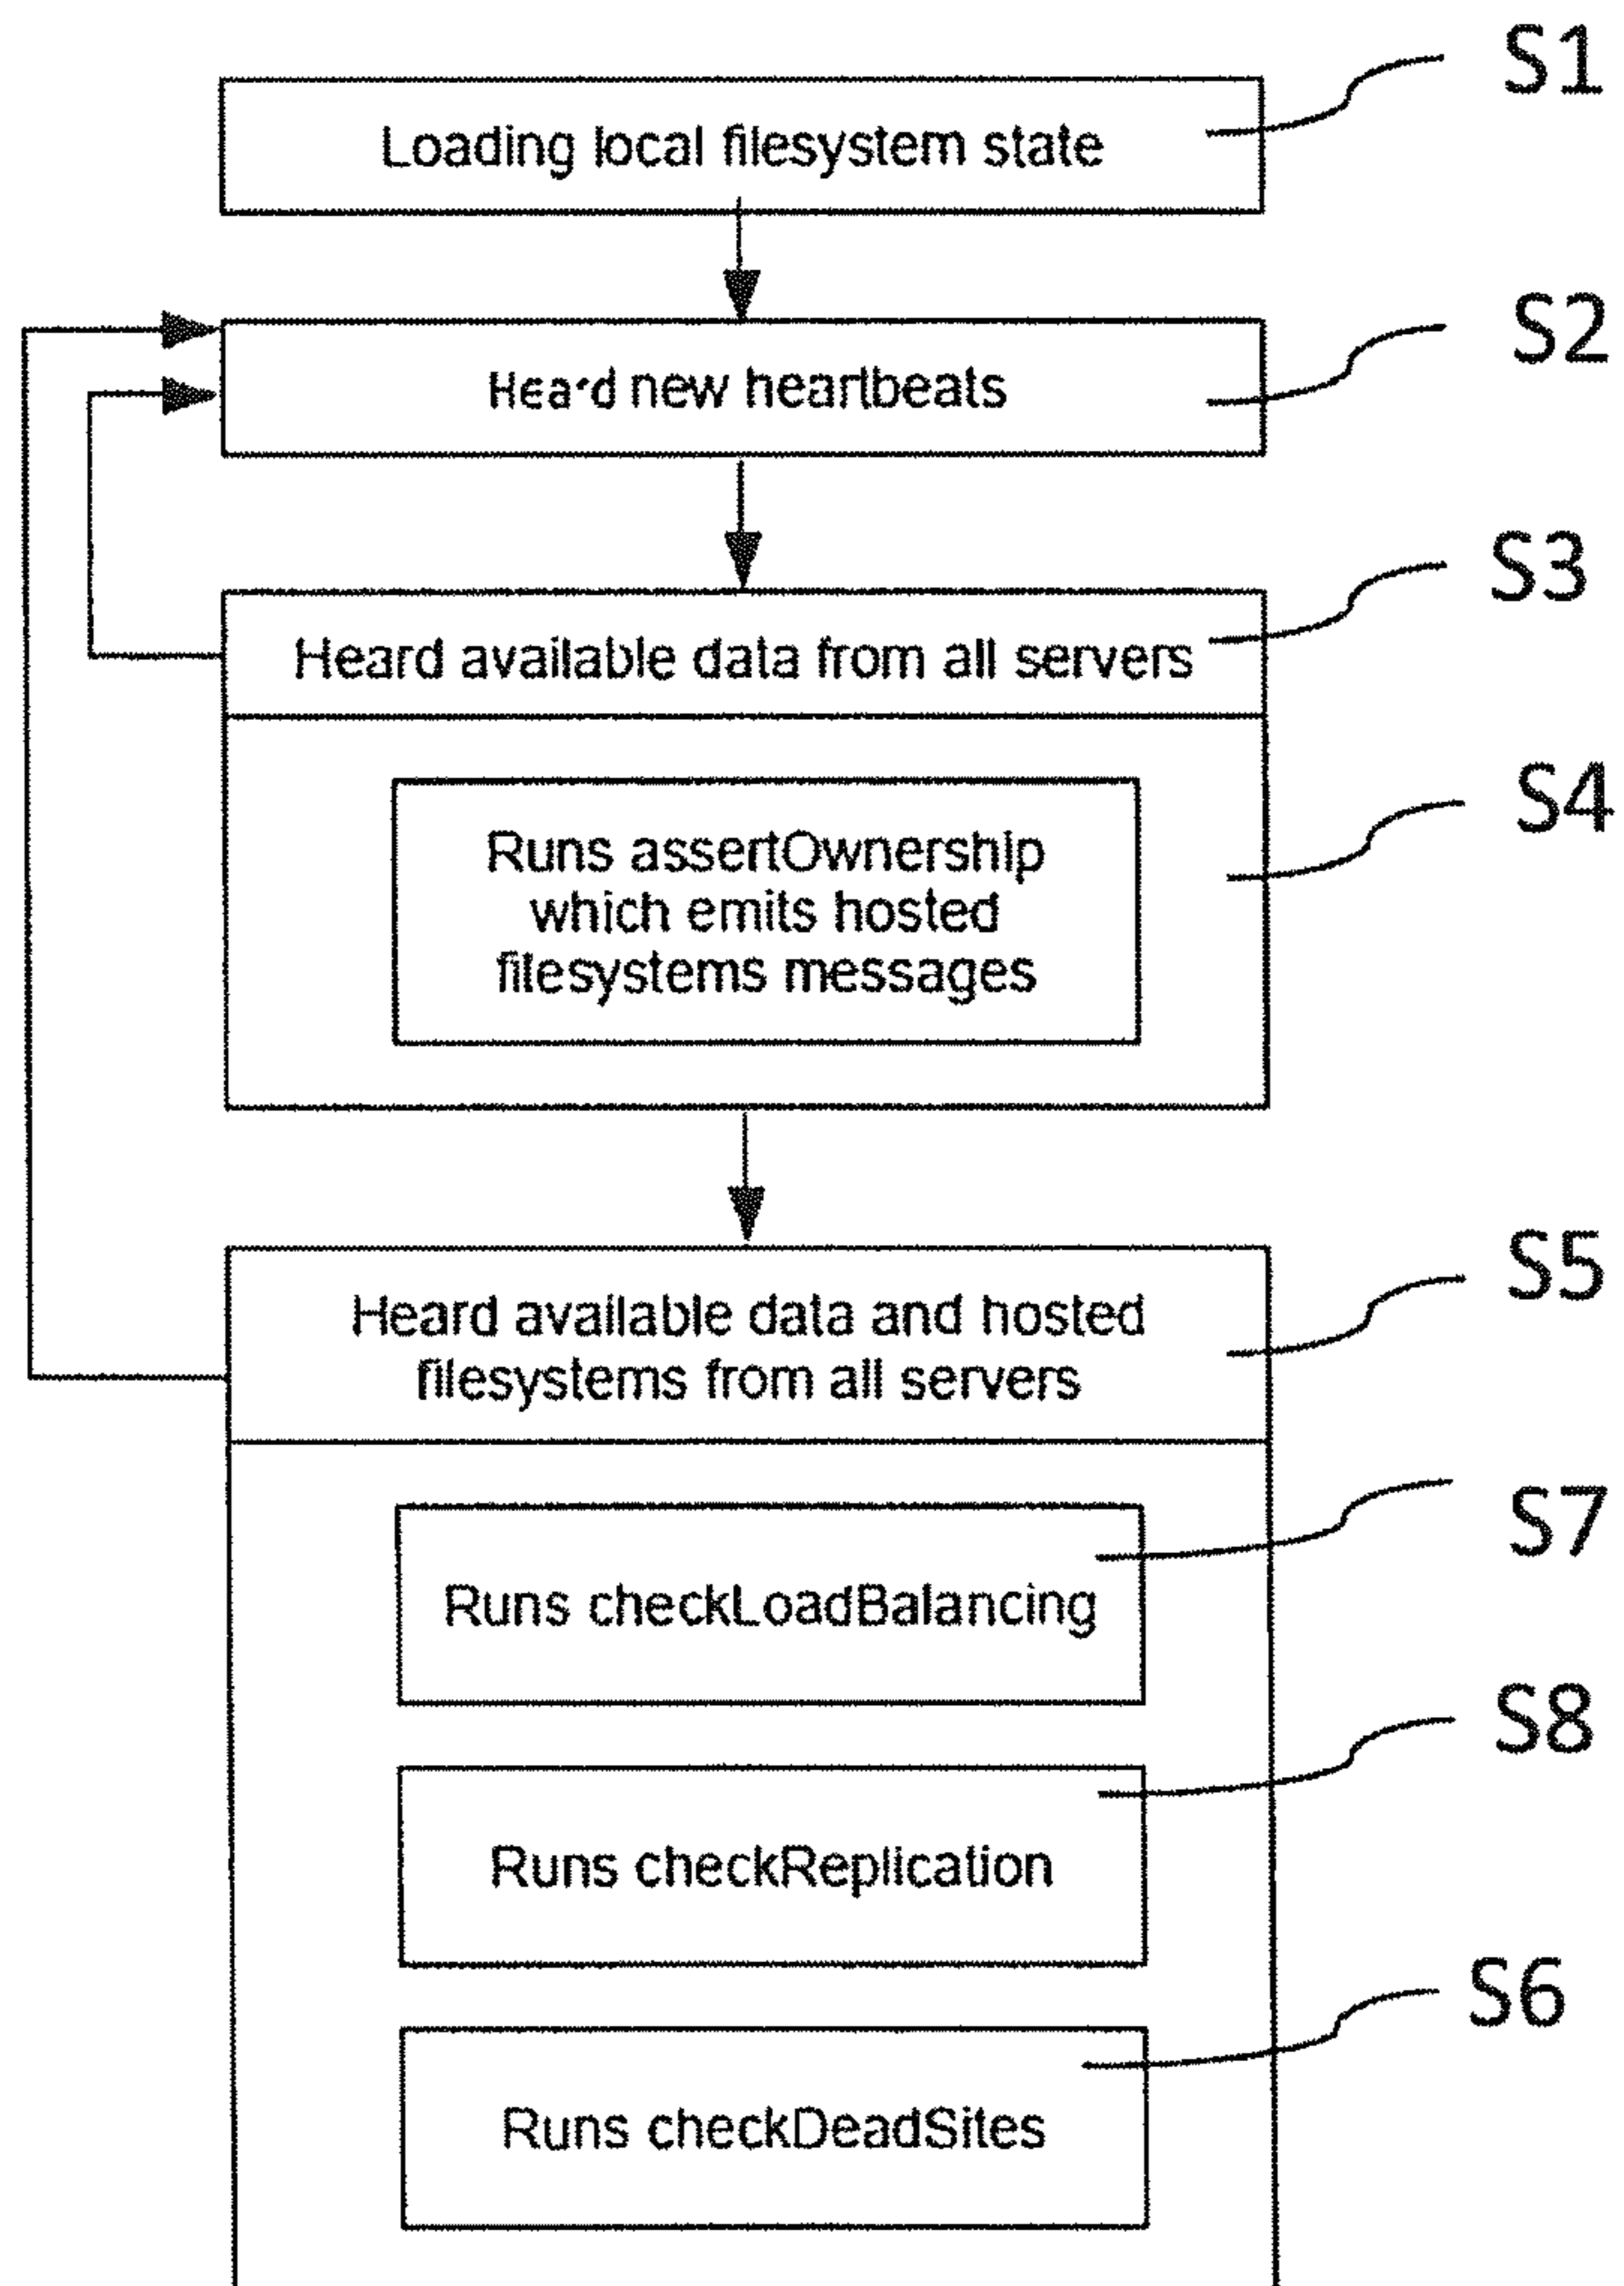 S1
Loading local filesystem state
S2
Heard new heartbeats
S3
Heard available data from all servers
S4
Runs assertOwnership
which emits hosted
filesystems messages
S5
Heard available data and hosted
filesystems from all servers
S7
Runs checkLoadBalancing
S8
Runs checkReplication
S6
Runs checkDeadSites